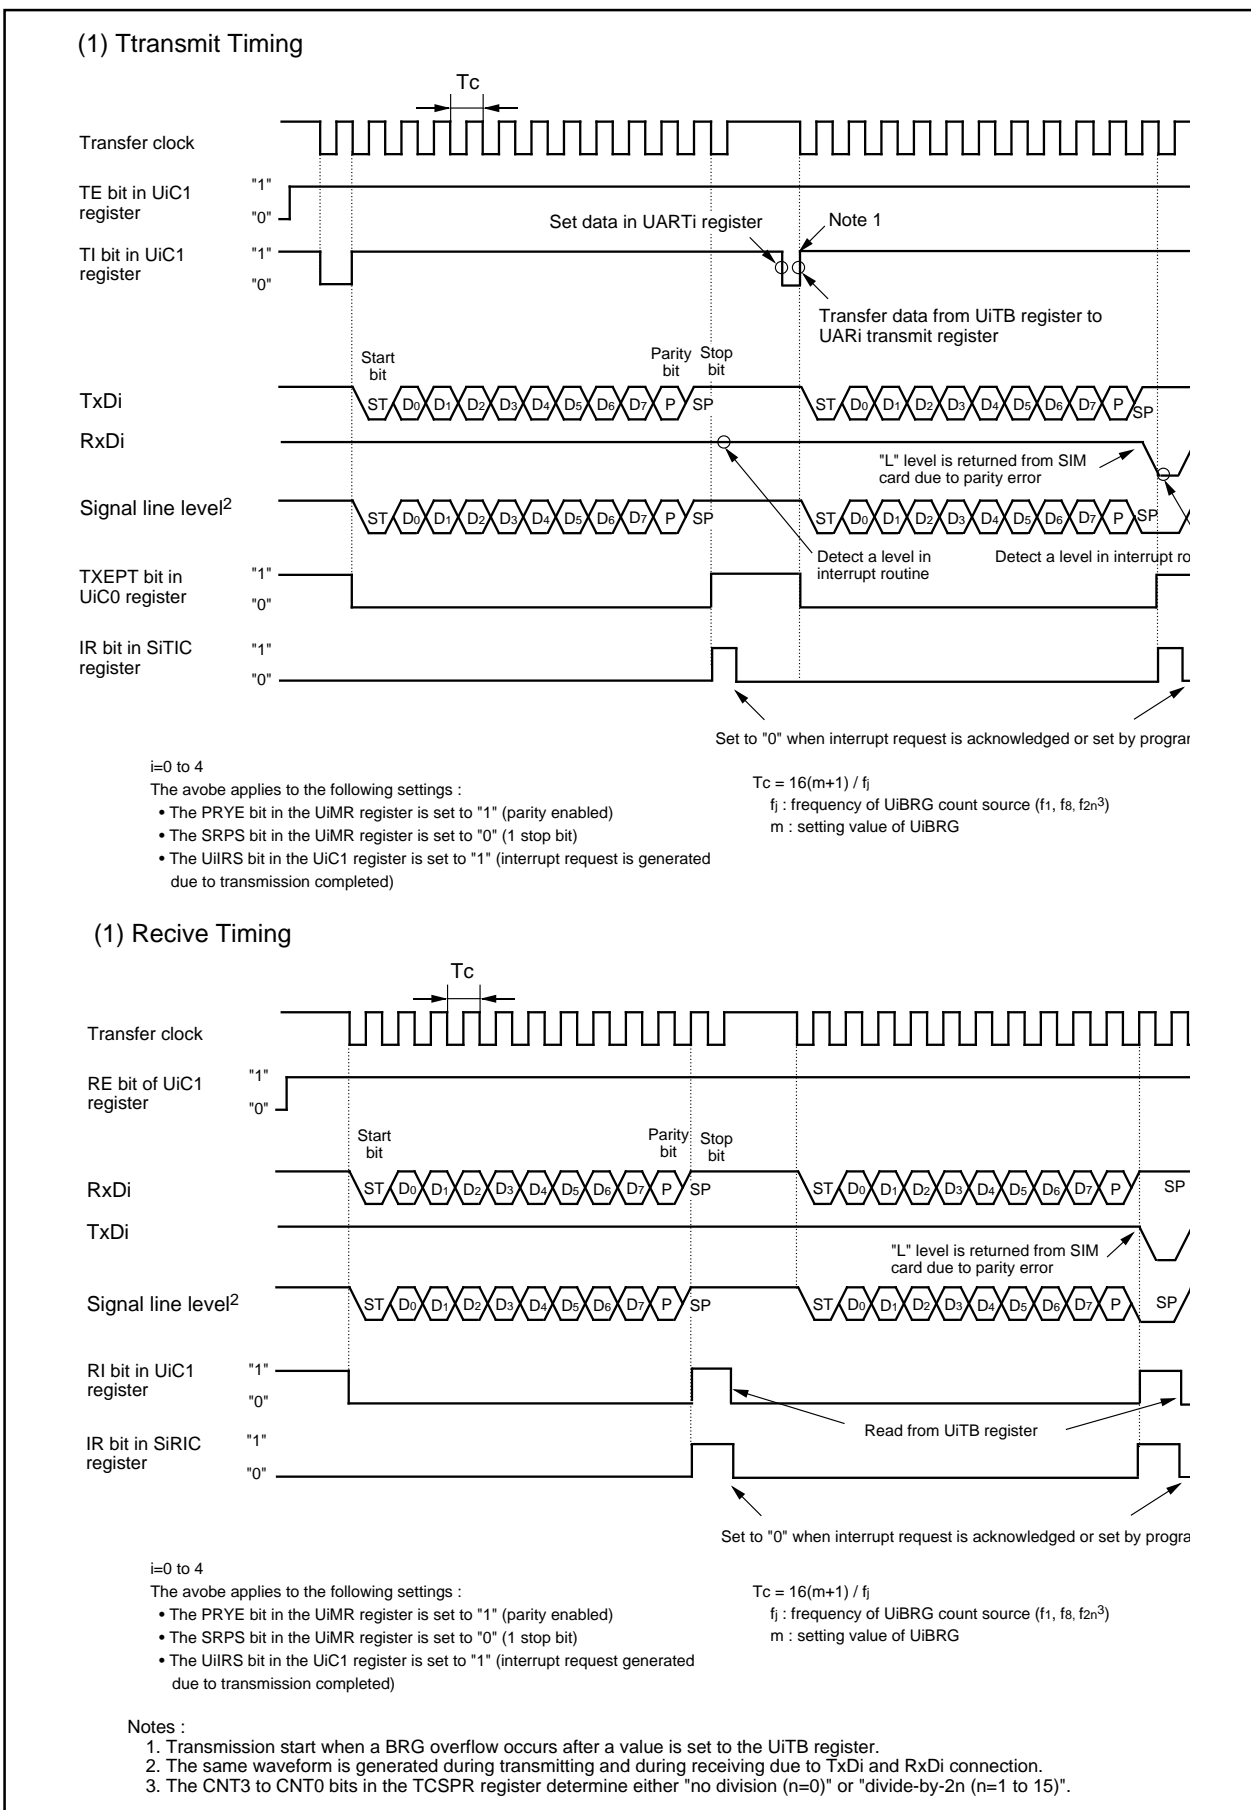 (1) Ttransmit Timing
Tc
Transfer clock
TE bit in UiC1
register
"1"
"0"
Set data in UARTi register
Note 1
TI bit in UiC1
register
"1"
"0"
Transfer data from UiTB register to
UARi transmit register
Start
bit
Parity
bit
Stop
bit
TxDi
ST D0 D1 D2 D3 D4 D5 D6 D7 P SP
ST D0 D1 D2 D3 D4 D5 D6 D7 P SP
RxDi
"L" level is returned from SIM
card due to parity error
Signal line level2
ST D0 D1 D2 D3 D4 D5 D6 D7 P SP
ST D0 D1 D2 D3 D4 D5 D6 D7 P SP
Detect a level in
interrupt routine
Detect a level in interrupt ro
TXEPT bit in
UiC0 register
"1"
"0"
IR bit in SiTIC
register
"1"
"0"
Set to "0" when interrupt request is acknowledged or set by program
i=0 to 4
The avobe applies to the following settings :
• The PRYE bit in the UiMR register is set to "1" (parity enabled)
• The SRPS bit in the UiMR register is set to "0" (1 stop bit)
• The UiIRS bit in the UiC1 register is set to "1" (interrupt request is generated
due to transmission completed)
Tc = 16(m+1) / fj
fj : frequency of UiBRG count source (f1, f8, f2n3)
m : setting value of UiBRG
(1) Recive Timing
Tc
Transfer clock
RE bit of UiC1
register
"1"
"0"
Start
bit
Parity
bit
Stop
bit
RxDi
ST D0 D1 D2 D3 D4 D5 D6 D7 P SP
ST D0 D1 D2 D3 D4 D5 D6 D7 P SP
TxDi
"L" level is returned from SIM
card due to parity error
Signal line level2
ST D0 D1 D2 D3 D4 D5 D6 D7 P SP
ST D0 D1 D2 D3 D4 D5 D6 D7 P SP
RI bit in UiC1
register
"1"
"0"
Read from UiTB register
IR bit in SiRIC
register
"1"
"0"
Set to "0" when interrupt request is acknowledged or set by progra
i=0 to 4
The avobe applies to the following settings :
• The PRYE bit in the UiMR register is set to "1" (parity enabled)
• The SRPS bit in the UiMR register is set to "0" (1 stop bit)
• The UiIRS bit in the UiC1 register is set to "1" (interrupt request generated
due to transmission completed)
Tc = 16(m+1) / fj
fj : frequency of UiBRG count source (f1, f8, f2n3)
m : setting value of UiBRG
Notes :
1. Transmission start when a BRG overflow occurs after a value is set to the UiTB register.
2. The same waveform is generated during transmitting and during receiving due to TxDi and RxDi connection.
3. The CNT3 to CNT0 bits in the TCSPR register determine either "no division (n=0)" or "divide-by-2n (n=1 to 15)".